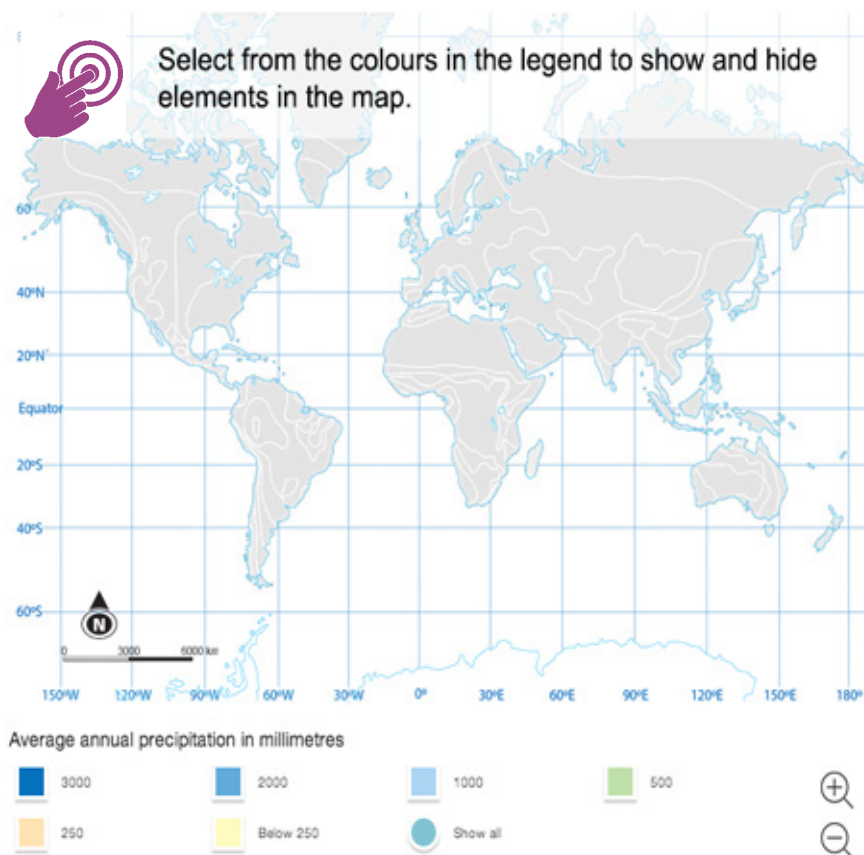 Select from the colours in the legend to show and hide
elements in the map.
60
40ºN
20ºN
Equator
20ºS
40ºS
60ºS
N
0 3000 6000 km
150ºW 120ºW 90ºW 60ºW 30ºW 0º 30ºE 60ºE 90ºE 120ºE 150ºE 180º
Average annual precipitation in millimetres
3000 2000 1000 500
250 Below 250 Show all